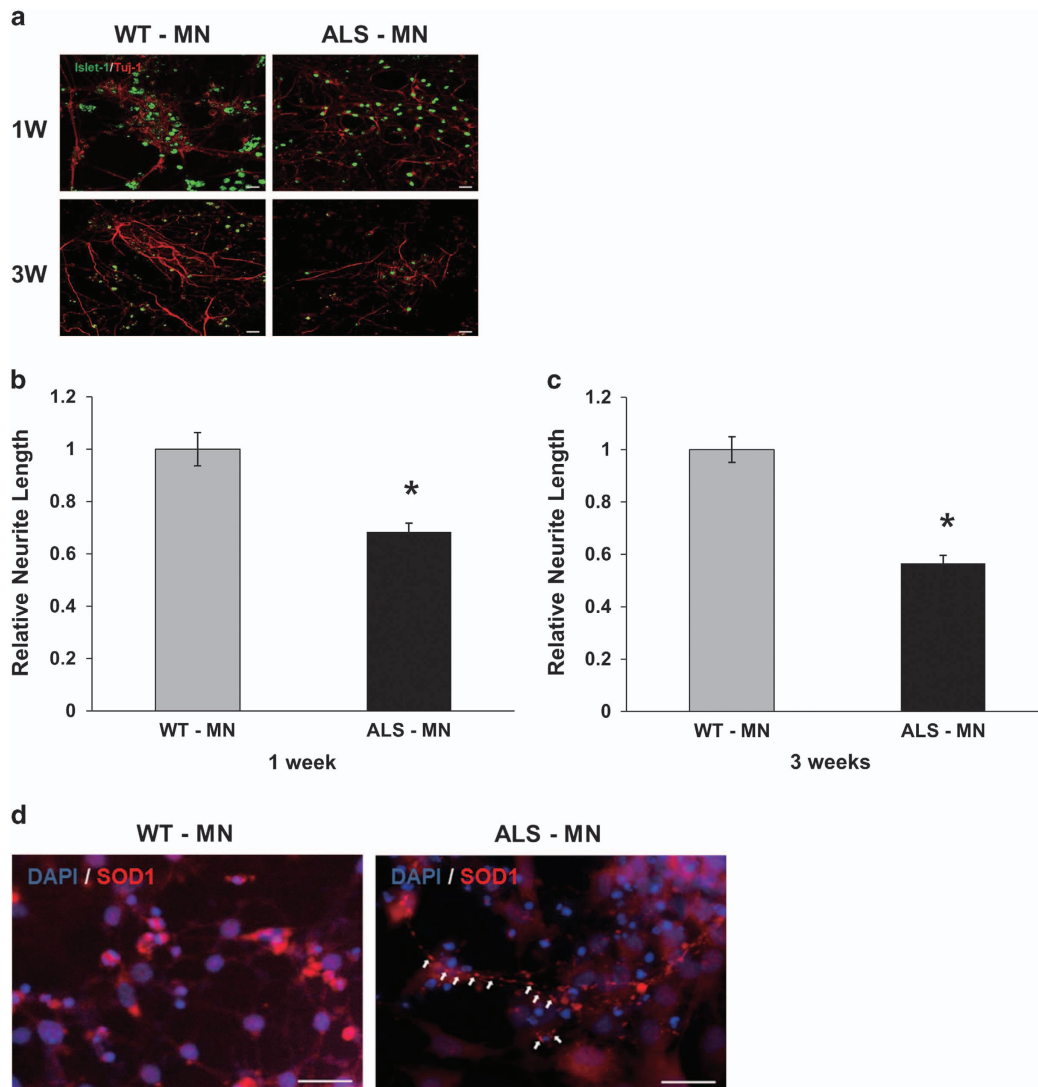 a
WT - MN
ALS - MN
Islet-1/Tuj-1
1W
3W
b
Relative Neurite Length
1.2
1
0.8
0.6
0.4
0.2
0
*
WT - MN
ALS - MN
1 week
c
Relative Neurite Length
1.2
1
0.8
0.6
0.4
0.2
0
*
WT - MN
ALS - MN
3 weeks
d
WT - MN
ALS - MN
DAPI / SOD1
DAPI / SOD1